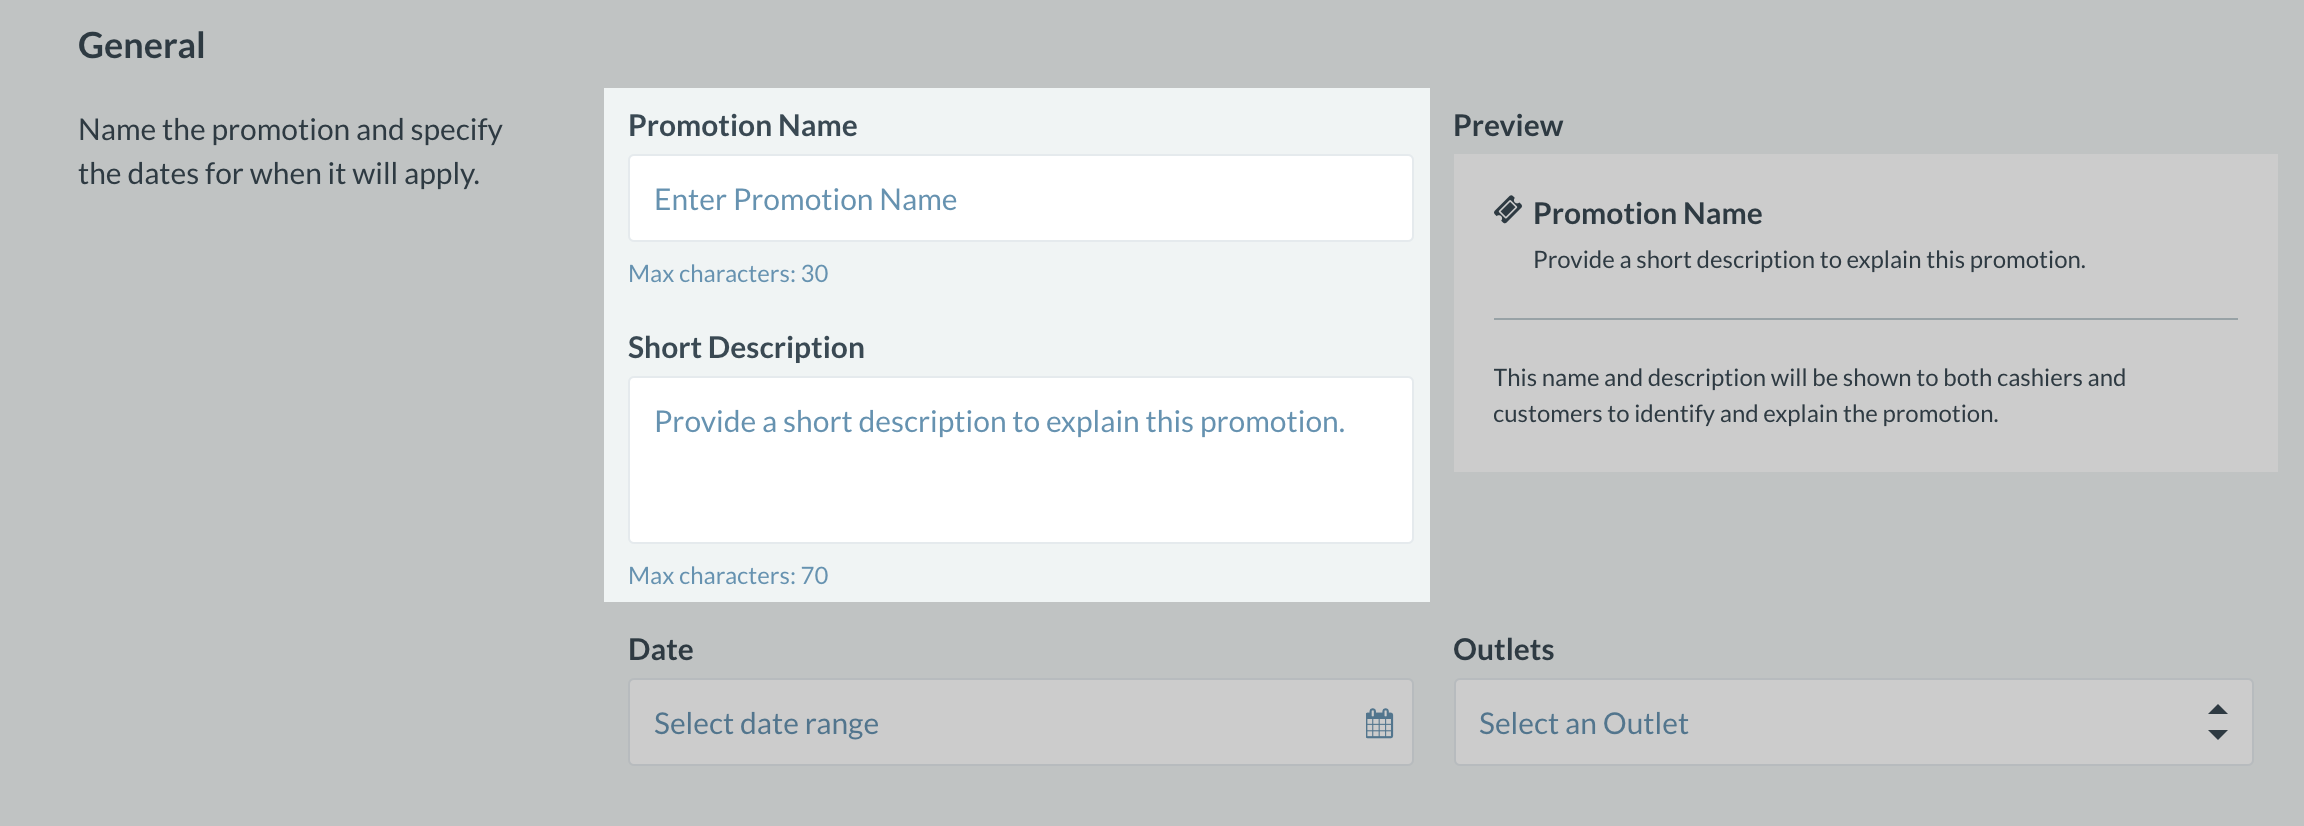 General
Name the promotion and specify
the dates for when it will apply.
Promotion Name
Enter Promotion Name
Max characters: 30
Short Description
Provide a short description to explain this promotion.
Max characters: 70
Preview
Promotion Name
Provide a short description to explain this promotion.
This name and description will be shown to both cashiers and
customers to identify and explain the promotion.
Date
Select date range
Outlets
Select an Outlet